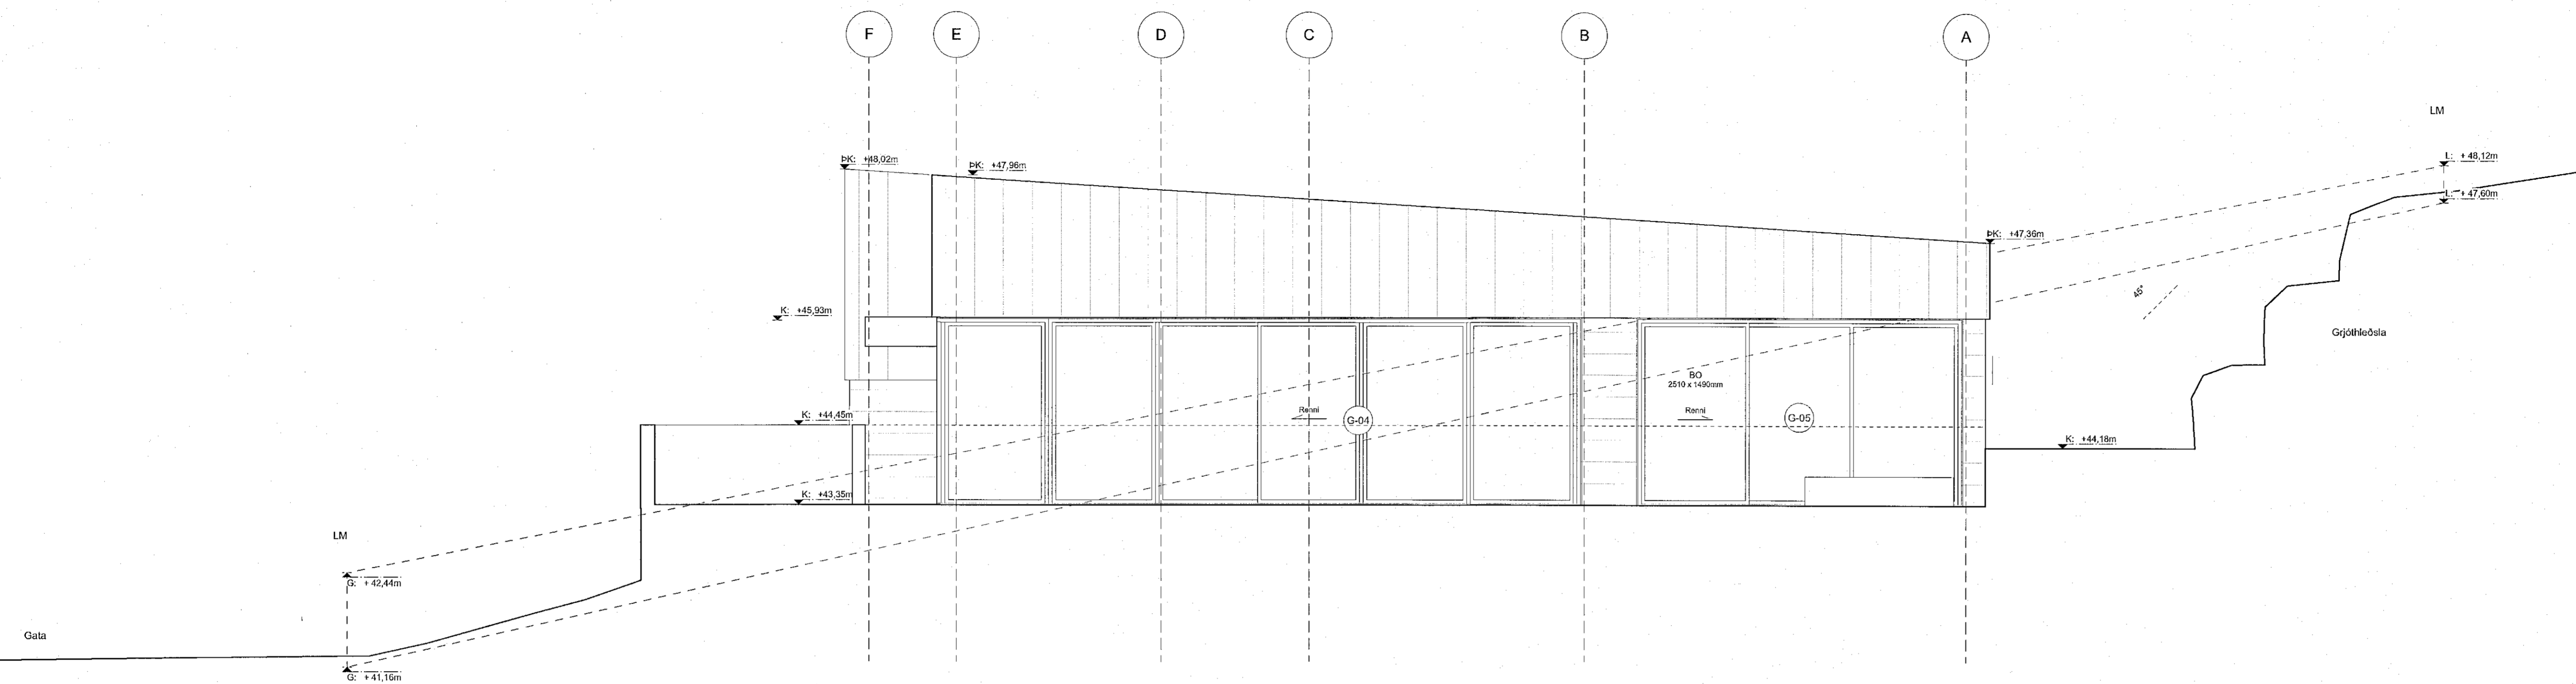 F
E
D
C
B
A
LM
ÞK: +48,02m
ÞK: +47,96m
L: + 48,12m
L: + 47,60m
ÞK: +47,36m
45°
K: +45,93m
Grjóthleðsla
BO
2510 x 1490mm
K: +44,45m
Renni
G-04
Renni
G-05
K: +44,18m
K: +43,35m
LM
G: + 42,44m
Gata
G: + 41,16m